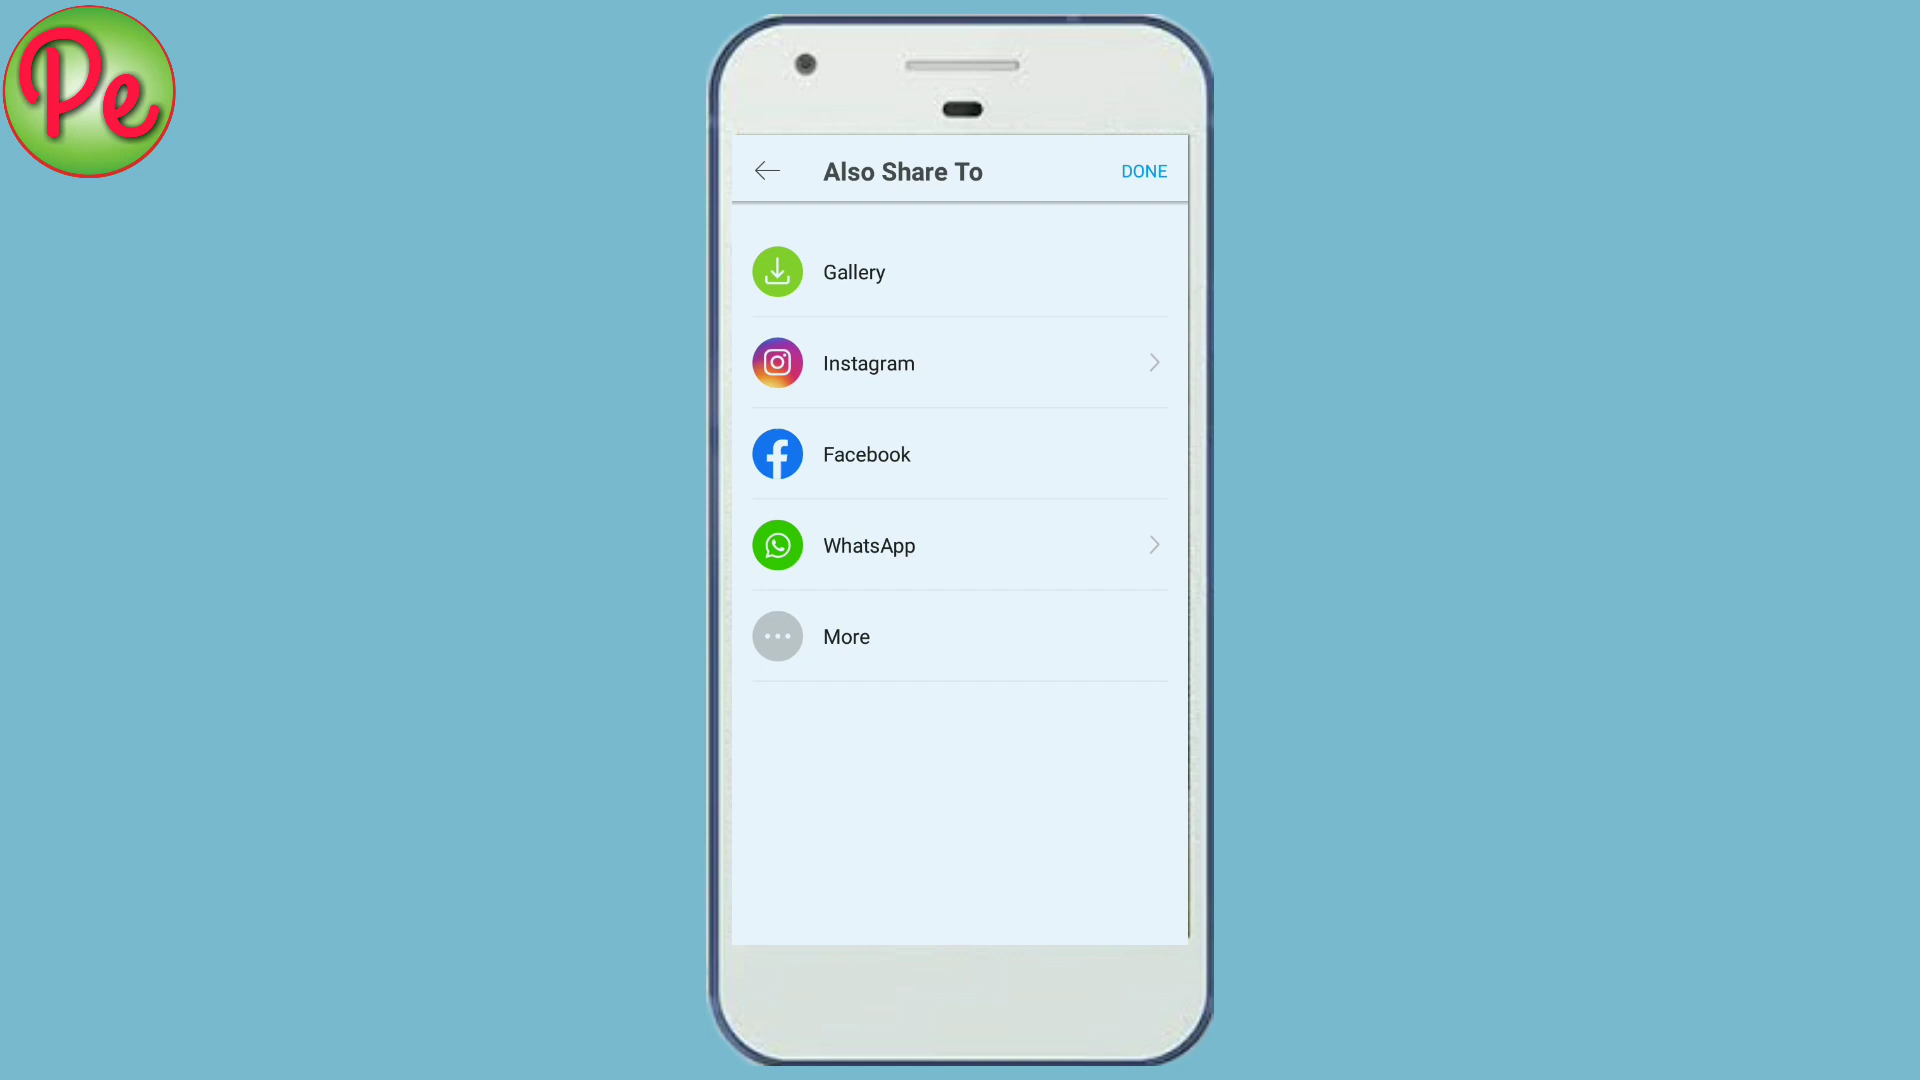 Pe
Also Share To
DONE
Gallery
Instagram
Facebook
WhatsApp
More